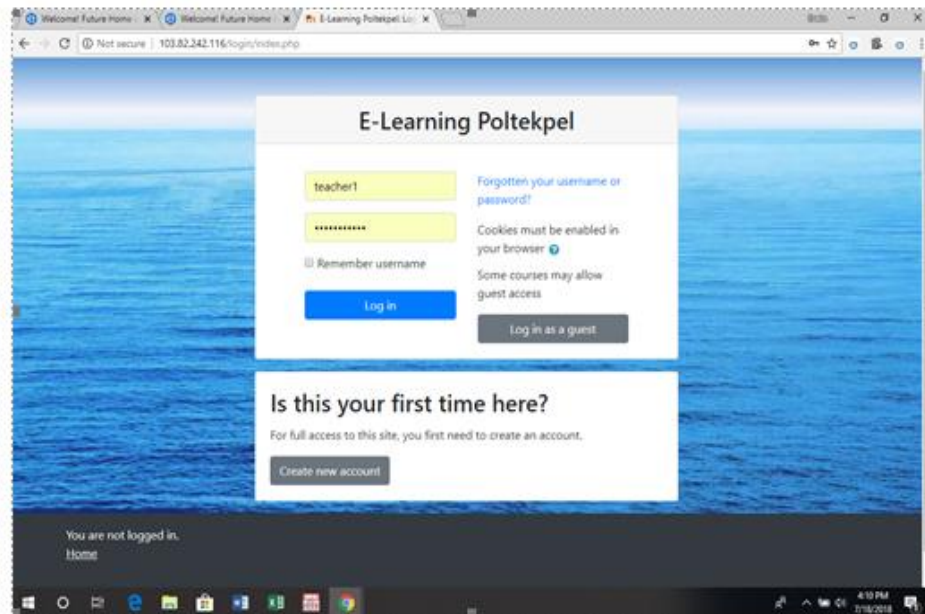 Welcome! Future Home
Welcome! Future Home
E-Learning Poltekpel: Log
Not secure | 103.82.242.116/login/index.php
E-Learning Poltekpel
teacher1
Forgotten your username or
password?
Cookies must be enabled in
your browser
Remember username
Some courses may allow
guest access
Log in
Log in as a guest
Is this your first time here?
For full access to this site, you first need to create an account.
Create new account
You are not logged in.
Home
4:10 PM
7/18/2018